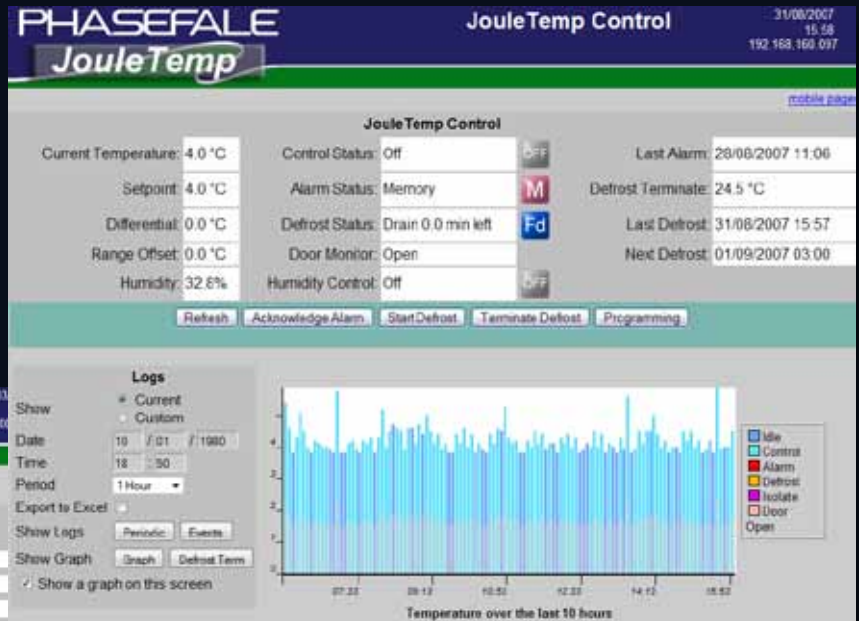 PHASEFALE
JouleTemp
JouleTemp Control
31/08/2007
15:58
192.168.160.097
mobile page
JouleTemp Control
Current Temperature: 4.0 °C
Control Status: Off
OFF
Last Alarm: 28/08/2007 11:06
Setpoint: 4.0 °C
Alarm Status: Memory
M
Defrost Terminate: 24.5 °C
Differential: 0.0 °C
Defrost Status: Drain 0.0 min left
Fd
Last Defrost: 31/08/2007 15:57
Range Offset: 0.0 °C
Door Monitor: Open
Next Defrost: 01/09/2007 03:00
Humidity: 32.8%
Humidity Control: Off
OFF
Refresh Acknowledge Alarm Start Defrost Terminate Defrost Programming
Logs
Show Current
Custom
Date 10 / 01 / 1980
Time 18 : 50
Period 1 Hour
Export to Excel
Show Logs Periodic Events
Show Graph Graph Defrost Term
Show a graph on this screen
4
3
2
1
0
07:33 09:13 10:53 12:33 14:13 15:53
Temperature over the last 10 hours
Idle
Control
Alarm
Defrost
Isolate
Door
Open